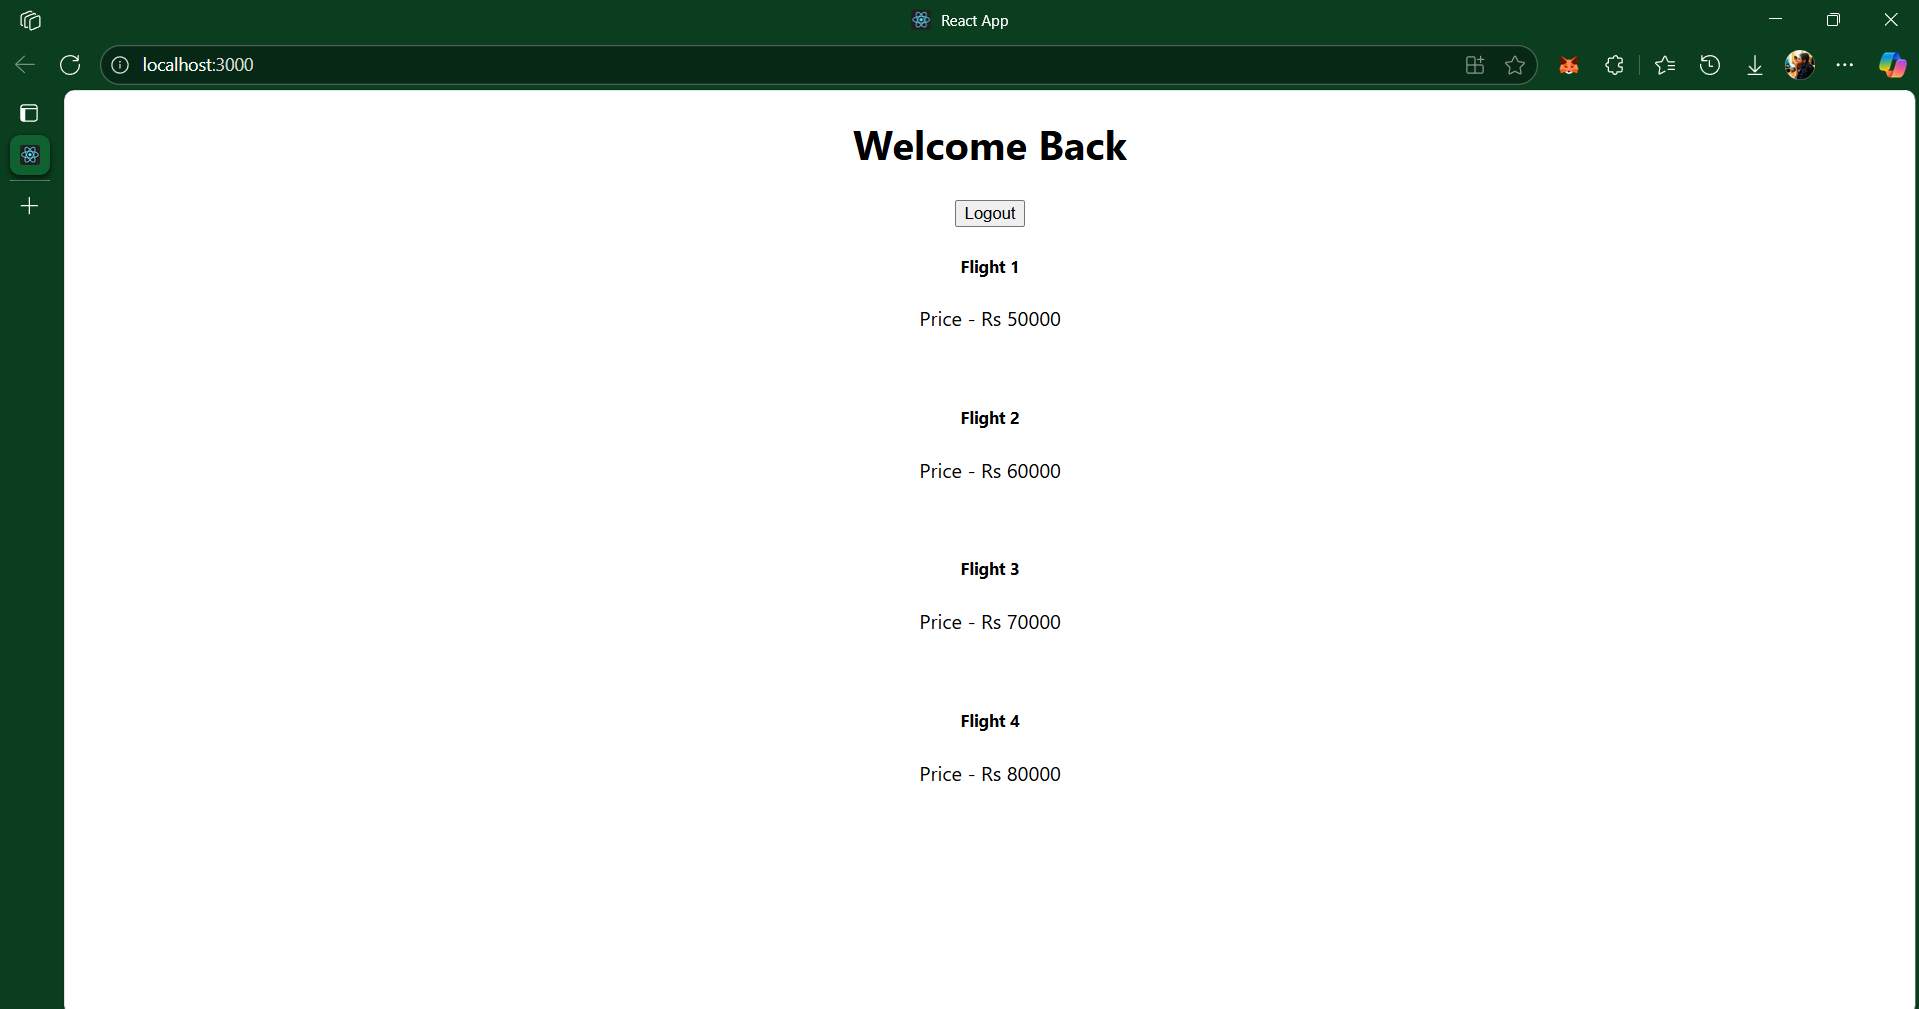 React App
localhost:3000
Welcome Back
Logout
Flight 1
Price - Rs 50000
Flight 2
Price - Rs 60000
Flight 3
Price - Rs 70000
Flight 4
Price - Rs 80000